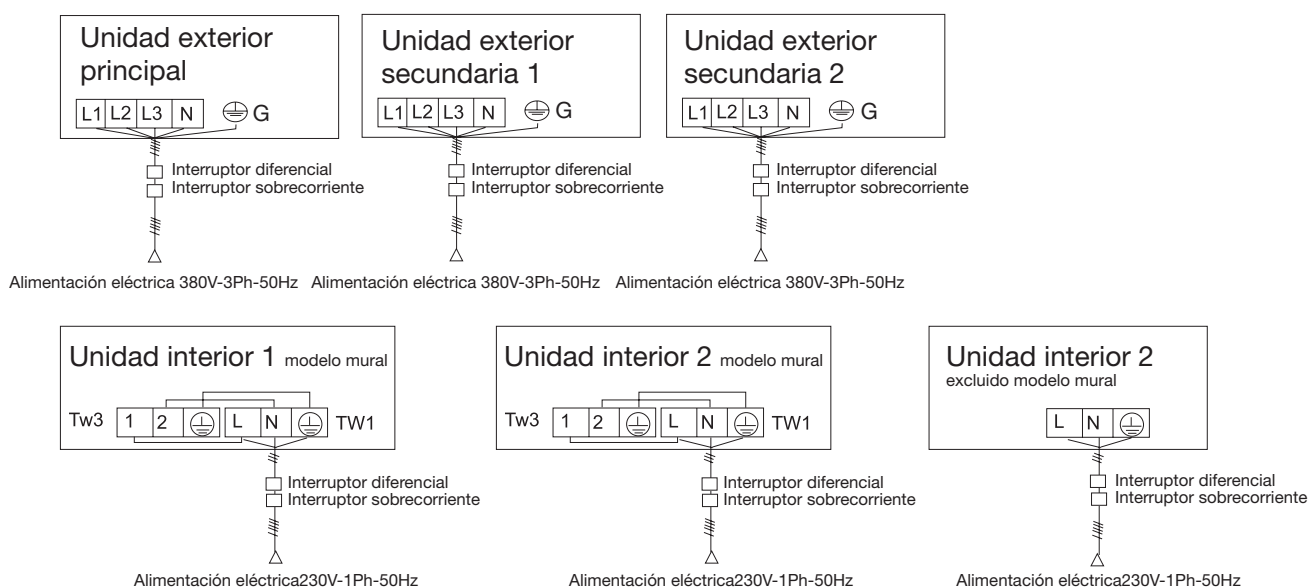 Unidad exterior
principal
L1 L2 L3 N G
Interruptor diferencial
Interruptor sobrecorriente
Alimentación eléctrica 380V-3Ph-50Hz
Unidad exterior
secundaria 1
L1 L2 L3 N G
Interruptor diferencial
Interruptor sobrecorriente
Alimentación eléctrica 380V-3Ph-50Hz
Unidad exterior
secundaria 2
L1 L2 L3 N G
Interruptor diferencial
Interruptor sobrecorriente
Alimentación eléctrica 380V-3Ph-50Hz
Unidad interior 1 modelo mural
Tw3 1 2 L N TW1
Interruptor diferencial
Interruptor sobrecorriente
Alimentación eléctrica230V-1Ph-50Hz
Unidad interior 2 modelo mural
Tw3 1 2 L N TW1
Interruptor diferencial
Interruptor sobrecorriente
Alimentación eléctrica230V-1Ph-50Hz
Unidad interior 2
excluido modelo mural
L N
Interruptor diferencial
Interruptor sobrecorriente
Alimentación eléctrica230V-1Ph-50Hz